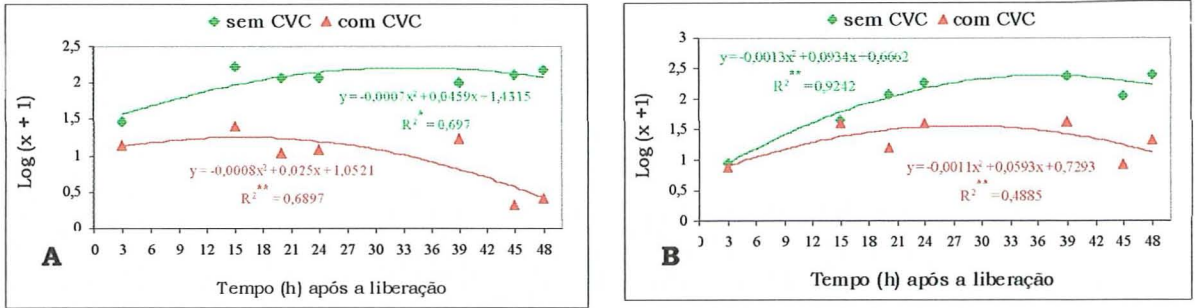 sem CVC com CVC
2,5
2
1,5
1
0,5
0
Log (x + 1)
y = -0,0007x² + 0,0459x + 1,4315
R² * = 0,697
y = -0,0008x² + 0,025x + 1,0521
R² ** = 0,6897
0 3 6 9 12 15 18 21 24 27 30 33 36 39 42 45 48
A
Tempo (h) após a liberação
sem CVC com CVC
3
2,5
2
1,5
1
0,5
0
Log (x +1)
y=-0,0013x² +0,0934x +0,6662
R² ** = 0,9242
y = -0,0011x² + 0,0593x + 0,7293
R² ** = 0,4885
3 6 9 12 15 18 21 24 27 30 33 36 39 42 45 48
B
Tempo (h) após a liberação